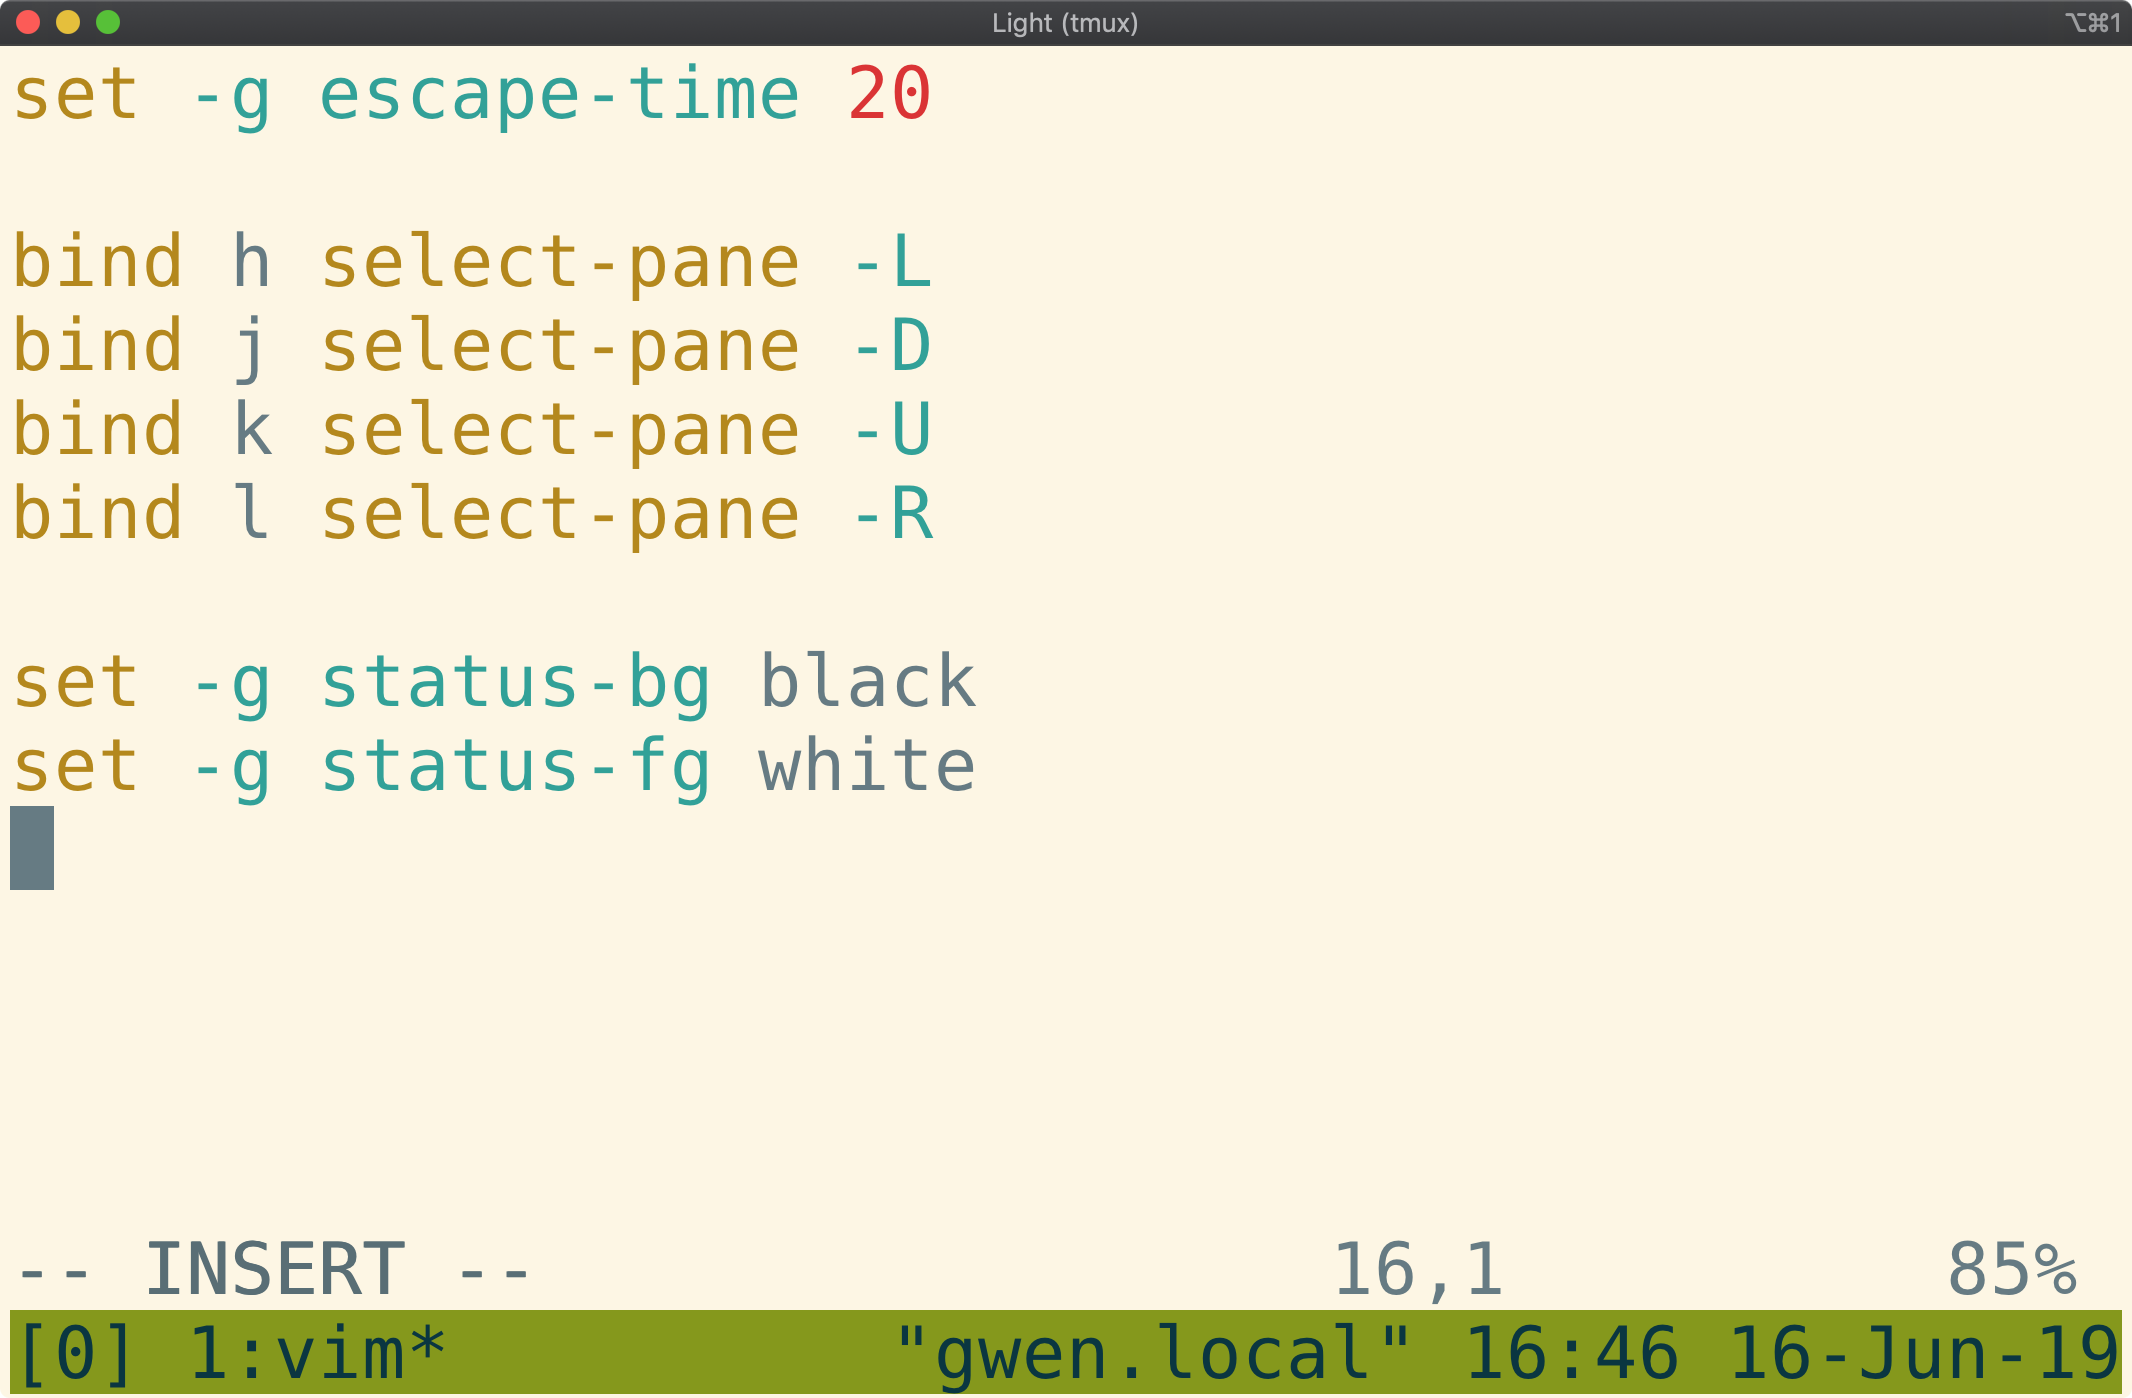 Light (tmux) ⌥⌘1
set -g escape-time 20
bind h select-pane -L
bind j select-pane -D
bind k select-pane -U
bind l select-pane -R
set -g status-bg black
set -g status-fg white
-- INSERT -- 16,1 85%
[0] 1:vim* "gwen.local" 16:46 16-Jun-19